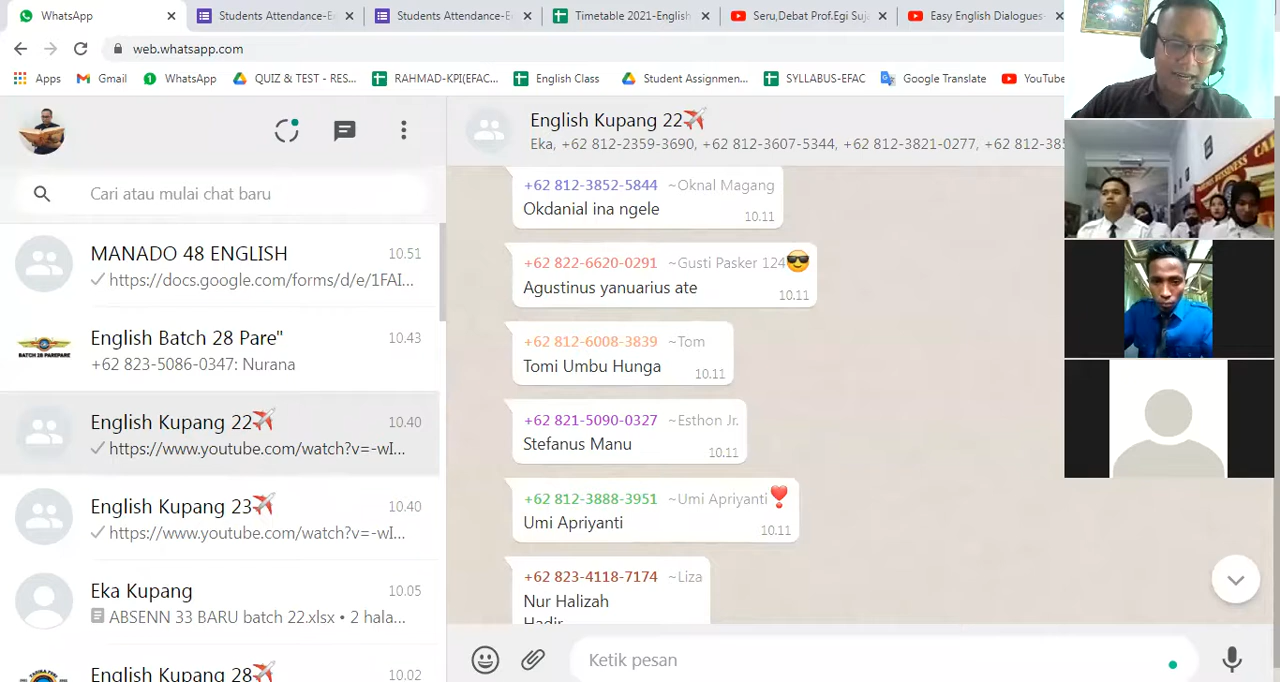 WhatsApp
Students Attendance-E
Students Attendance-E
Timetable 2021-English
Seru,Debat Prof.Egi Suj
Easy English Dialogues-
web.whatsapp.com
Apps
Gmail
WhatsApp
QUIZ & TEST - RES...
RAHMAD-KPI(EFAC...
English Class
Student Assignmen...
SYLLABUS-EFAC
Google Translate
YouTube
Cari atau mulai chat baru
MANADO 48 ENGLISH
10.51
https://docs.google.com/forms/d/e/1FAI...
English Batch 28 Pare"
10.43
+62 823-5086-0347: Nurana
BATCH 28 PAREPARE
English Kupang 22✈️
10.40
https://www.youtube.com/watch?v=-wI...
English Kupang 23✈️
10.40
https://www.youtube.com/watch?v=-wI...
Eka Kupang
10.05
ABSENN 33 BARU batch 22.xlsx • 2 hala...
English Kupang 28✈️
10.02
English Kupang 22✈️
Eka, +62 812-2359-3690, +62 812-3607-5344, +62 812-3821-0277, +62 812-385
+62 812-3852-5844 ~Oknal Magang
Okdanial ina ngele
10.11
+62 822-6620-0291 ~Gusti Pasker 124😎
Agustinus yanuarius ate
10.11
+62 812-6008-3839 ~Tom
Tomi Umbu Hunga
10.11
+62 821-5090-0327 ~Esthon Jr.
Stefanus Manu
10.11
+62 812-3888-3951 ~Umi Apriyanti❣️
Umi Apriyanti
10.11
+62 823-4118-7174 ~Liza
Nur Halizah
Hadir
Ketik pesan